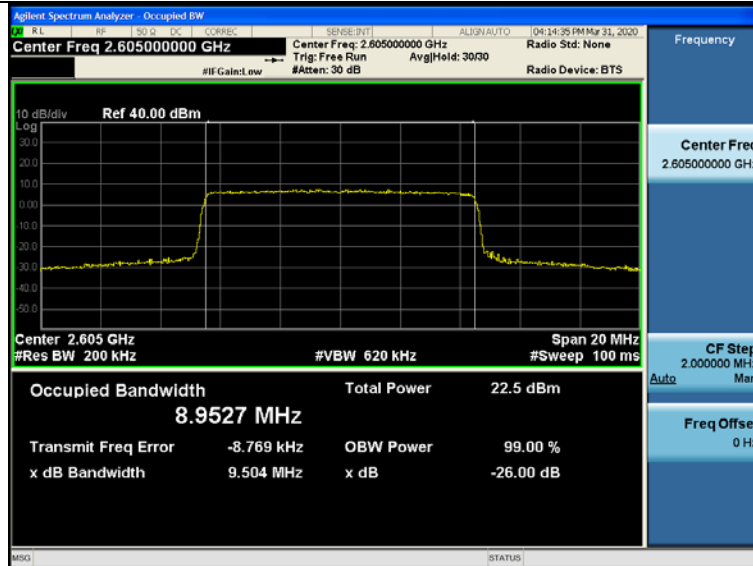 Agilent Spectrum Analyzer - Occupied BW
RL RF 50 Ω DC CORREC SENSE:INT ALIGN AUTO 04:14:35 PM Mar 31, 2020
Center Freq 2.605000000 GHz
Center Freq: 2.605000000 GHz
Radio Std: None
Trig: Free Run Avg|Hold: 30/30
#IFGain:Low
#Atten: 30 dB
Radio Device: BTS
10 dB/div Ref 40.00 dBm
Log
30.0
20.0
10.0
0.00
-10.0
-20.0
-30.0
-40.0
-50.0
Center 2.605 GHz Span 20 MHz
#Res BW 200 kHz #VBW 620 kHz #Sweep 100 ms
Occupied Bandwidth Total Power 22.5 dBm
8.9527 MHz
Transmit Freq Error -8.769 kHz OBW Power 99.00 %
x dB Bandwidth 9.504 MHz x dB -26.00 dB
MSG STATUS
Frequency
Center Freq
2.605000000 GHz
CF Step
2.000000 MHz
Auto Man
Freq Offset
0 Hz